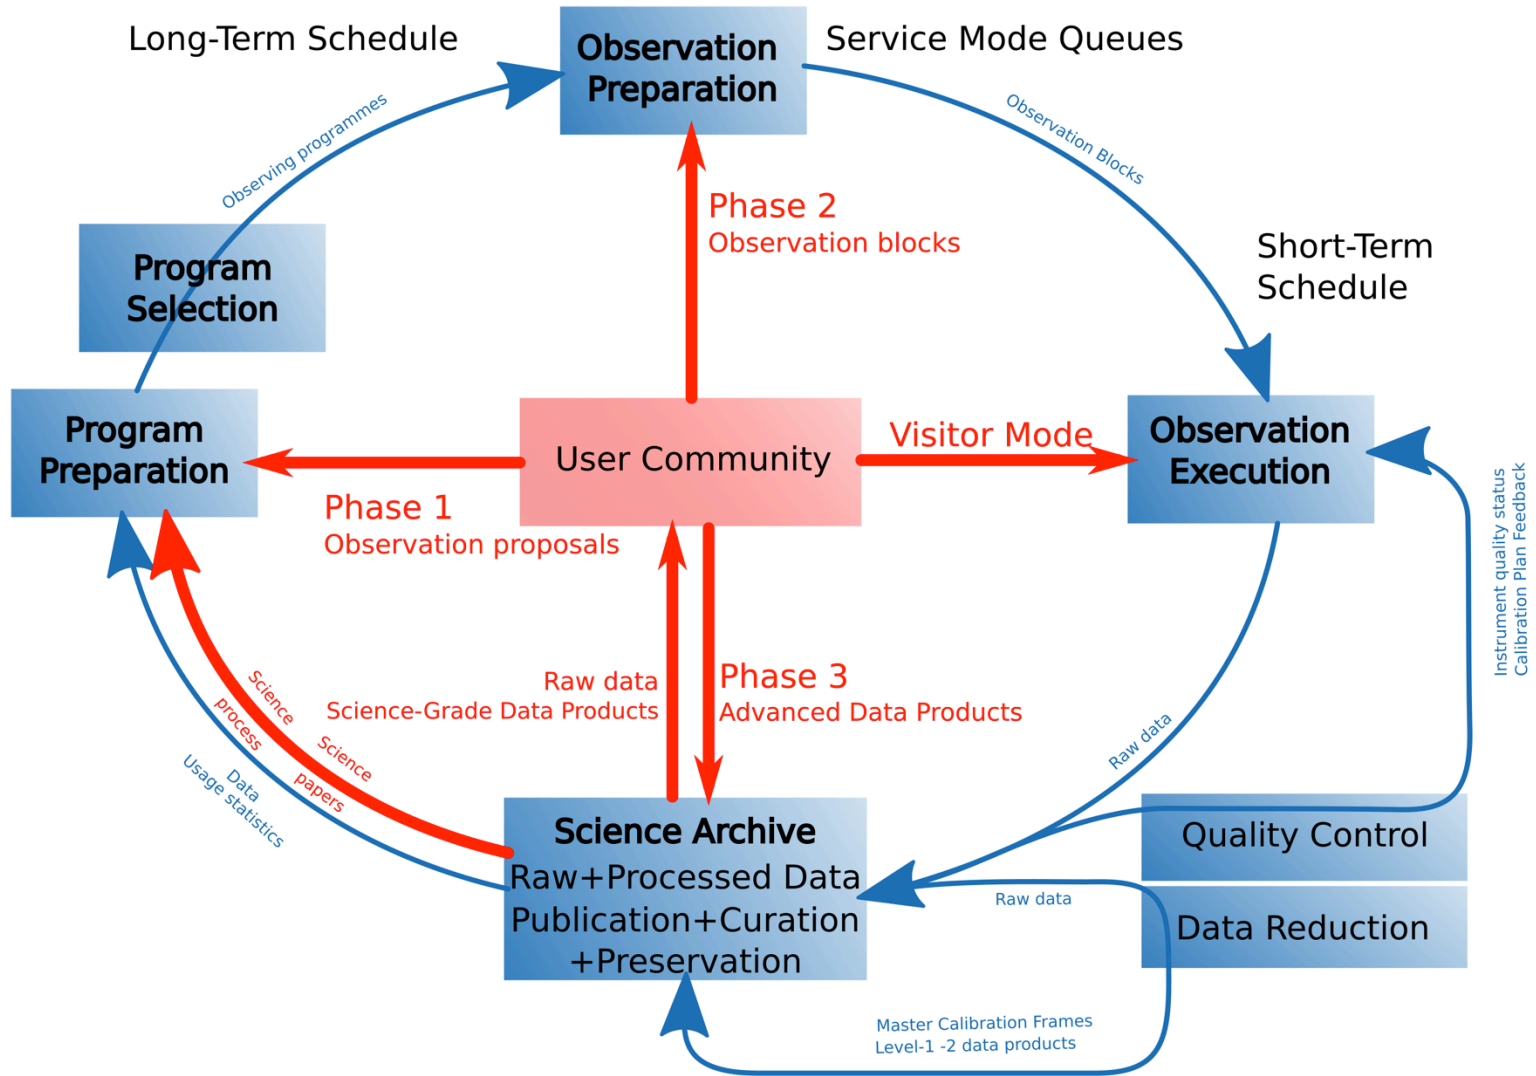 Long-Term Schedule
Observation
Preparation
Service Mode Queues
Observing programmes
Observation Blocks
Phase 2
Observation blocks
Short-Term
Schedule
Program
Selection
Program
Preparation
User Community
Visitor Mode
Observation
Execution
Phase 1
Observation proposals
Instrument quality status
Calibration Plan Feedback
Raw data
Science-Grade Data Products
Phase 3
Advanced Data Products
Science
process
Science
papers
Data
Usage statistics
Raw data
Science Archive
Raw+Processed Data
Publication+Curation
+Preservation
Quality Control
Raw data
Data Reduction
Master Calibration Frames
Level-1 -2 data products